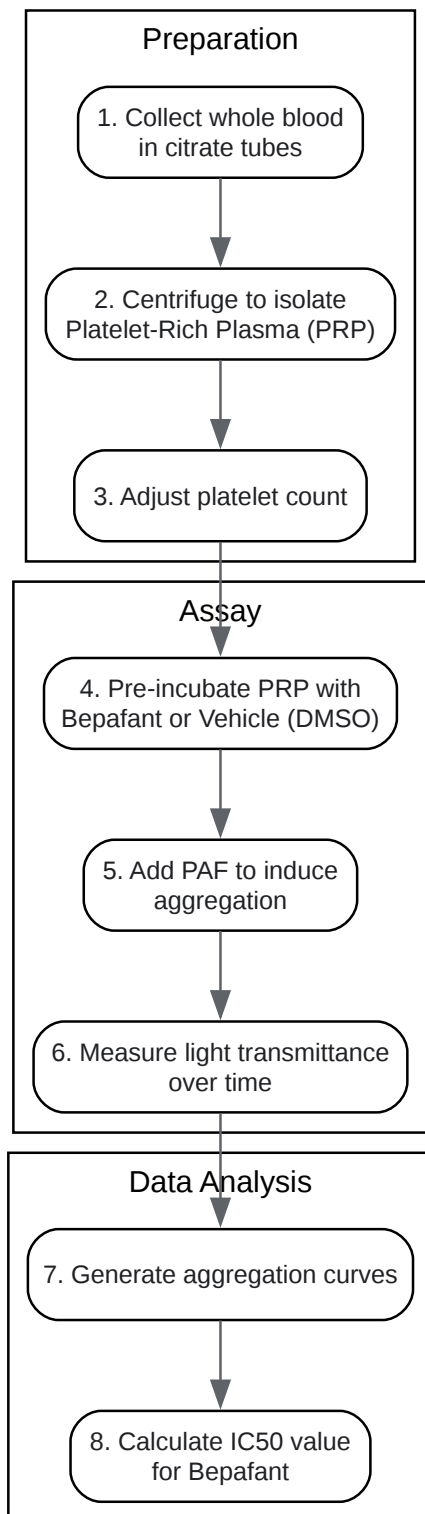 Preparation
1. Collect whole blood
in citrate tubes
2. Centrifuge to isolate
Platelet-Rich Plasma (PRP)
3. Adjust platelet count
Assay
4. Pre-incubate PRP with
Bepafant or Vehicle (DMSO)
5. Add PAF to induce
aggregation
6. Measure light transmittance
over time
Data Analysis
7. Generate aggregation curves
8. Calculate IC50 value
for Bepafant